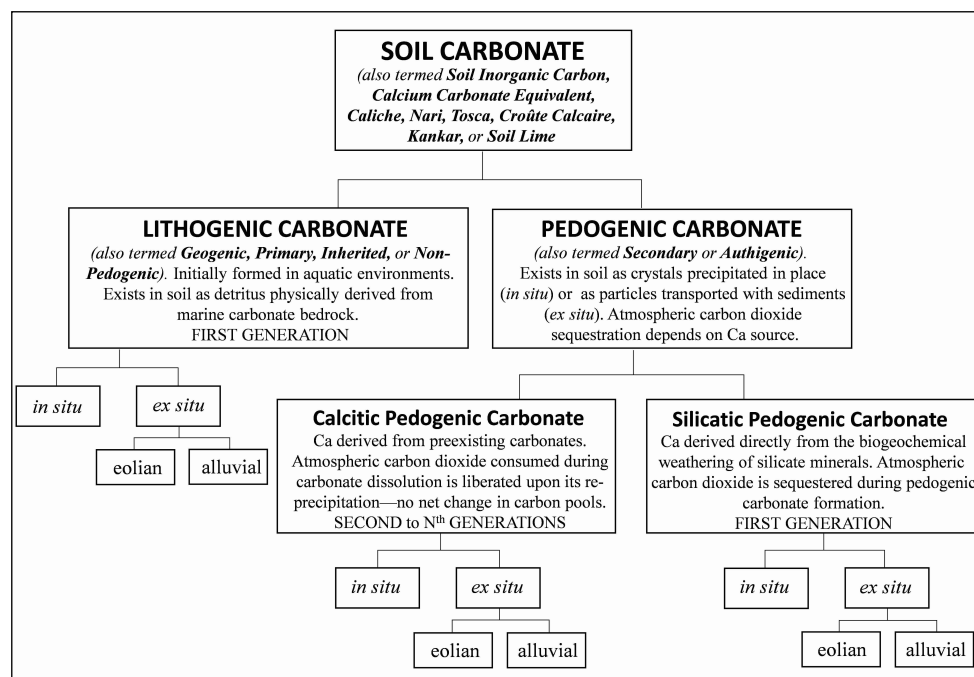 SOIL CARBONATE
(also termed Soil Inorganic Carbon,
Calcium Carbonate Equivalent,
Caliche, Nari, Tosca, Croûte Calcaire,
Kankar, or Soil Lime
LITHOGENIC CARBONATE
(also termed Geogenic, Primary, Inherited, or Non-
Pedogenic). Initially formed in aquatic environments.
Exists in soil as detritus physically derived from
marine carbonate bedrock.
FIRST GENERATION
PEDOGENIC CARBONATE
(also termed Secondary or Authigenic).
Exists in soil as crystals precipitated in place
(in situ) or as particles transported with sediments
(ex situ). Atmospheric carbon dioxide
sequestration depends on Ca source.
in situ
ex situ
eolian
alluvial
Calcitic Pedogenic Carbonate
Ca derived from preexisting carbonates.
Atmospheric carbon dioxide consumed during
carbonate dissolution is liberated upon its re-
precipitation—no net change in carbon pools.
SECOND to Nth GENERATIONS
Silicatic Pedogenic Carbonate
Ca derived directly from the biogeochemical
weathering of silicate minerals. Atmospheric
carbon dioxide is sequestered during pedogenic
carbonate formation.
FIRST GENERATION
in situ
ex situ
eolian
alluvial
in situ
ex situ
eolian
alluvial